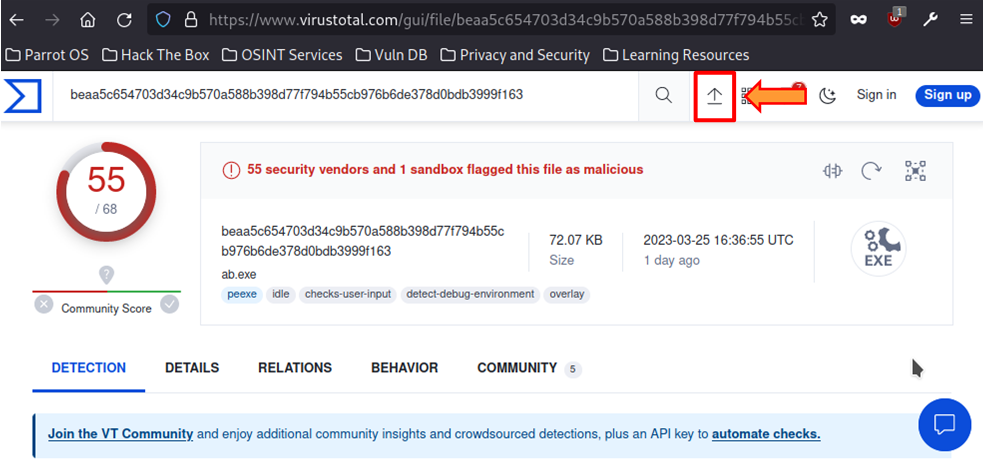 https://www.virustotal.com/gui/file/beaa5c654703d34c9b570a588b398d77f794b55cb
1
Parrot OS Hack The Box OSINT Services Vuln DB Privacy and Security Learning Resources
beaa5c654703d34c9b570a588b398d77f794b55cb976b6de378d0bdb3999f163
Sign in
Sign up
55
/ 68
55 security vendors and 1 sandbox flagged this file as malicious
beaa5c654703d34c9b570a588b398d77f794b55c
b976b6de378d0bdb3999f163
ab.exe
72.07 KB
Size
2023-03-25 16:36:55 UTC
1 day ago
EXE
peexe idle checks-user-input detect-debug-environment overlay
?
Community Score
DETECTION DETAILS RELATIONS BEHAVIOR COMMUNITY 5
Join the VT Community and enjoy additional community insights and crowdsourced detections, plus an API key to automate checks.